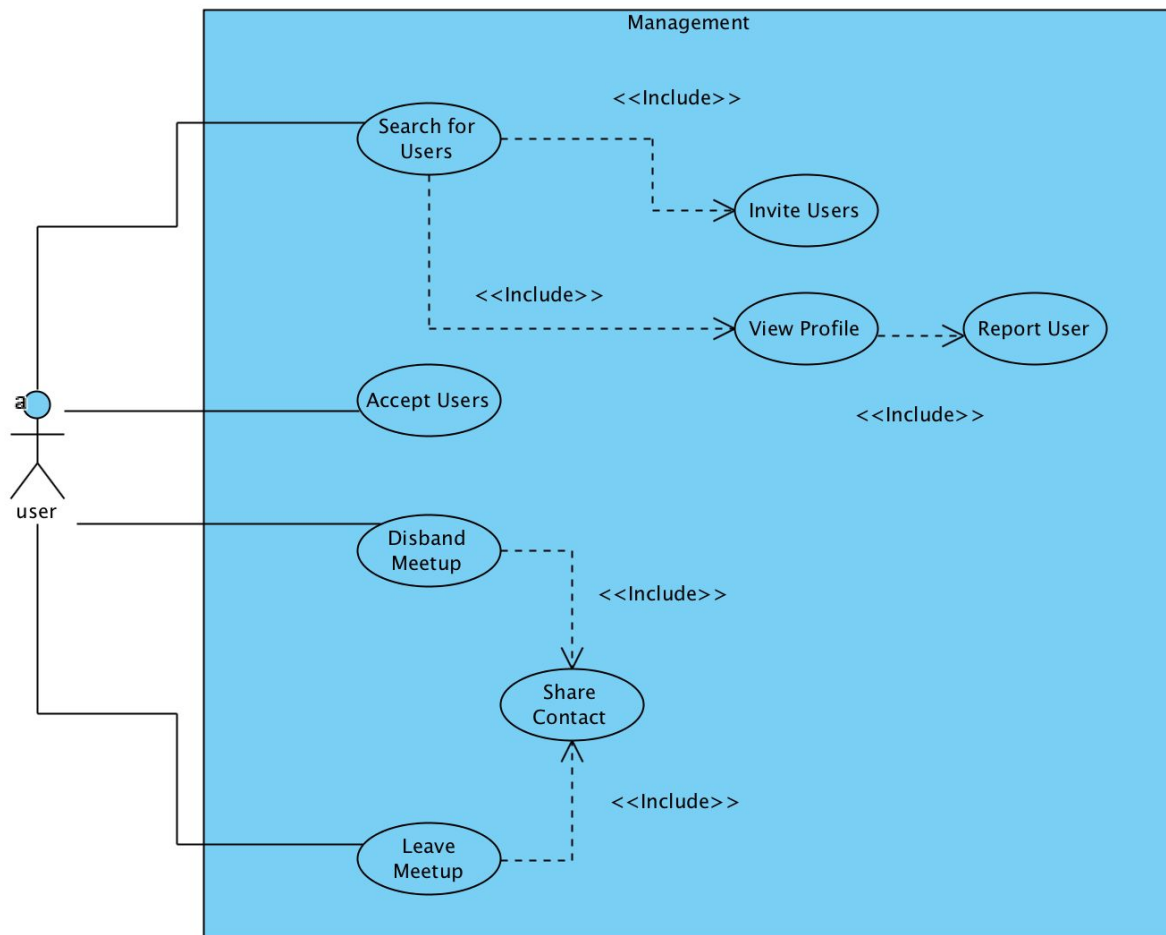 Management
<<Include>>
Search for
Users
Invite Users
<<Include>>
View Profile
Report User
a
Accept Users
<<Include>>
user
Disband
Meetup
<<Include>>
Share
Contact
<<Include>>
Leave
Meetup